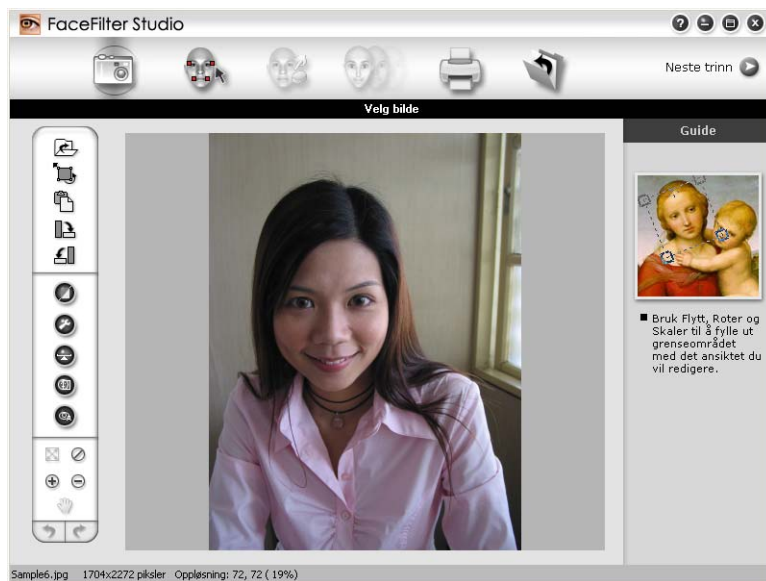 FaceFilter Studio
Neste trinn
Velg bilde
Guide
Bruk Flytt, Roter og
Skaler til å fylle ut
grenseområdet
med det ansiktet du
vil redigere.
Sample6.jpg 1704x2272 piksler Oppløsning: 72, 72 ( 19%)